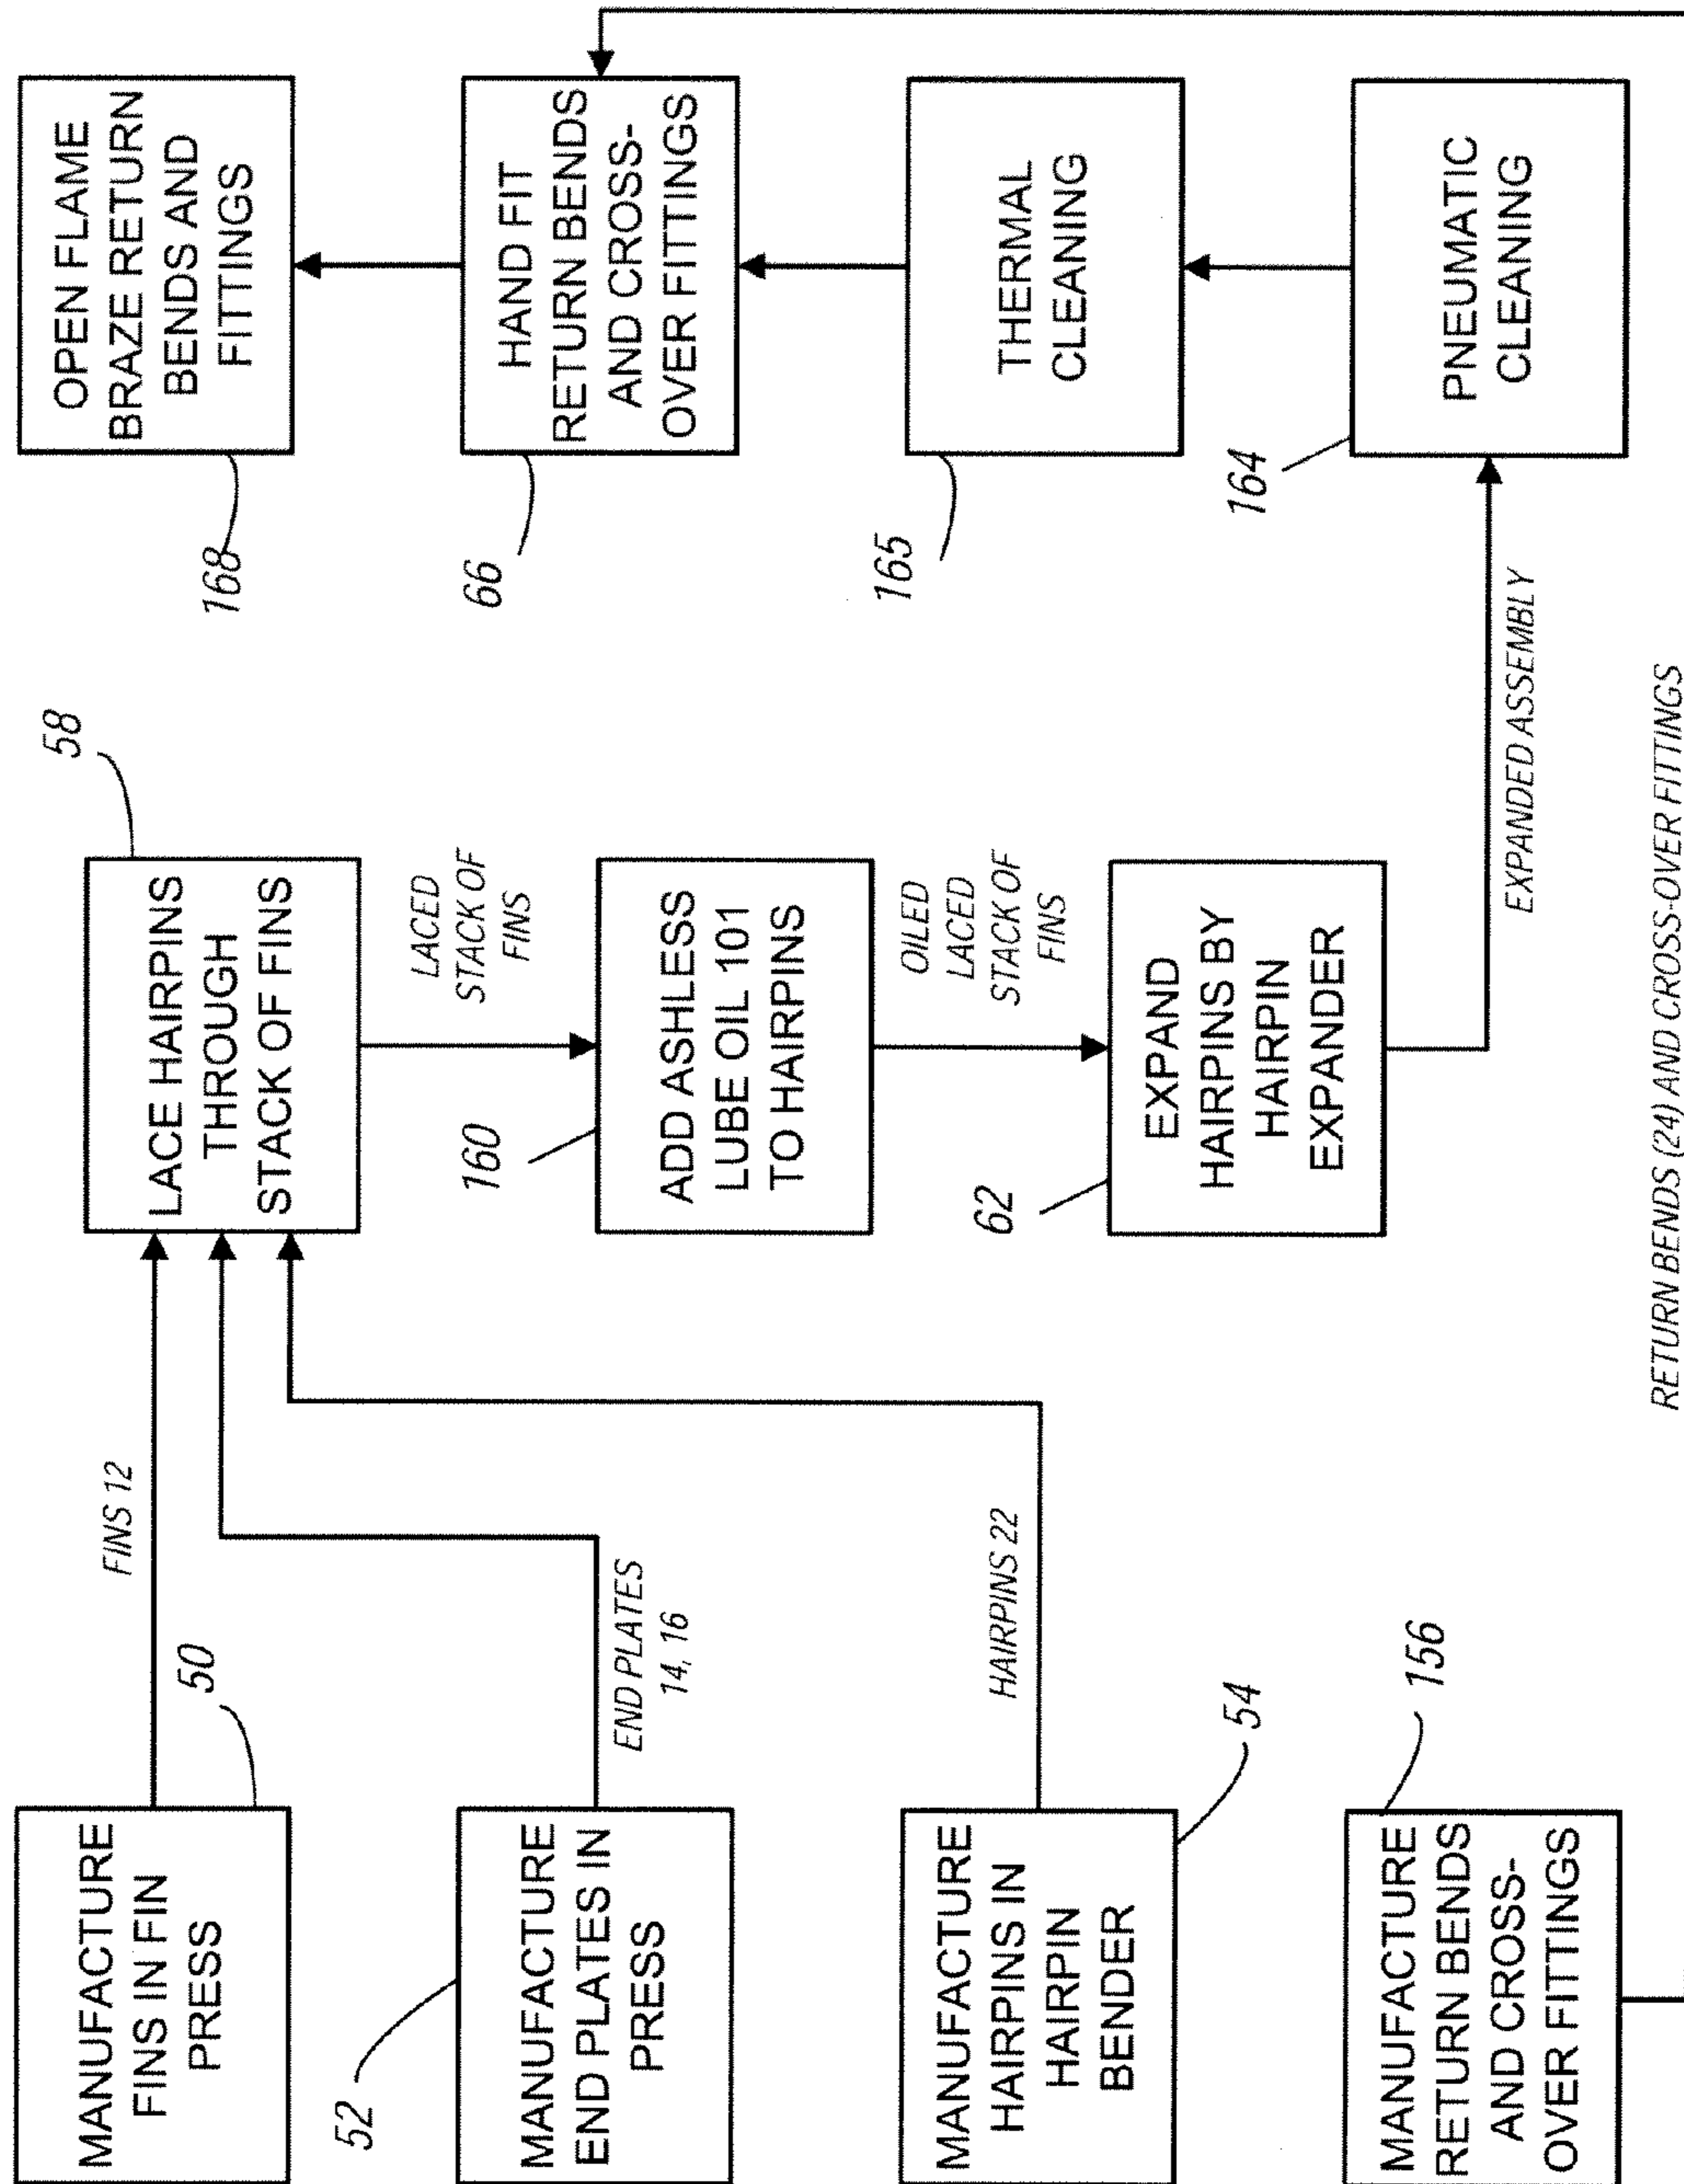 MANUFACTURE
FINS IN FIN
PRESS
50
FINS 12
MANUFACTURE
END PLATES IN
PRESS
52
END PLATES
14, 16
MANUFACTURE
HAIRPINS IN
HAIRPIN
BENDER
54
HAIRPINS 22
MANUFACTURE
RETURN BENDS
AND CROSS-
OVER FITTINGS
156
RETURN BENDS (24) AND CROSS-OVER FITTINGS
LACE HAIRPINS
THROUGH
STACK OF FINS
58
LACED
STACK OF
FINS
ADD ASHLESS
LUBE OIL 101
TO HAIRPINS
160
OILED
LACED
STACK OF
FINS
EXPAND
HAIRPINS BY
HAIRPIN
EXPANDER
62
EXPANDED ASSEMBLY
PNEUMATIC
CLEANING
164
THERMAL
CLEANING
165
HAND FIT
RETURN BENDS
AND CROSS-
OVER FITTINGS
66
OPEN FLAME
BRAZE RETURN
BENDS AND
FITTINGS
168